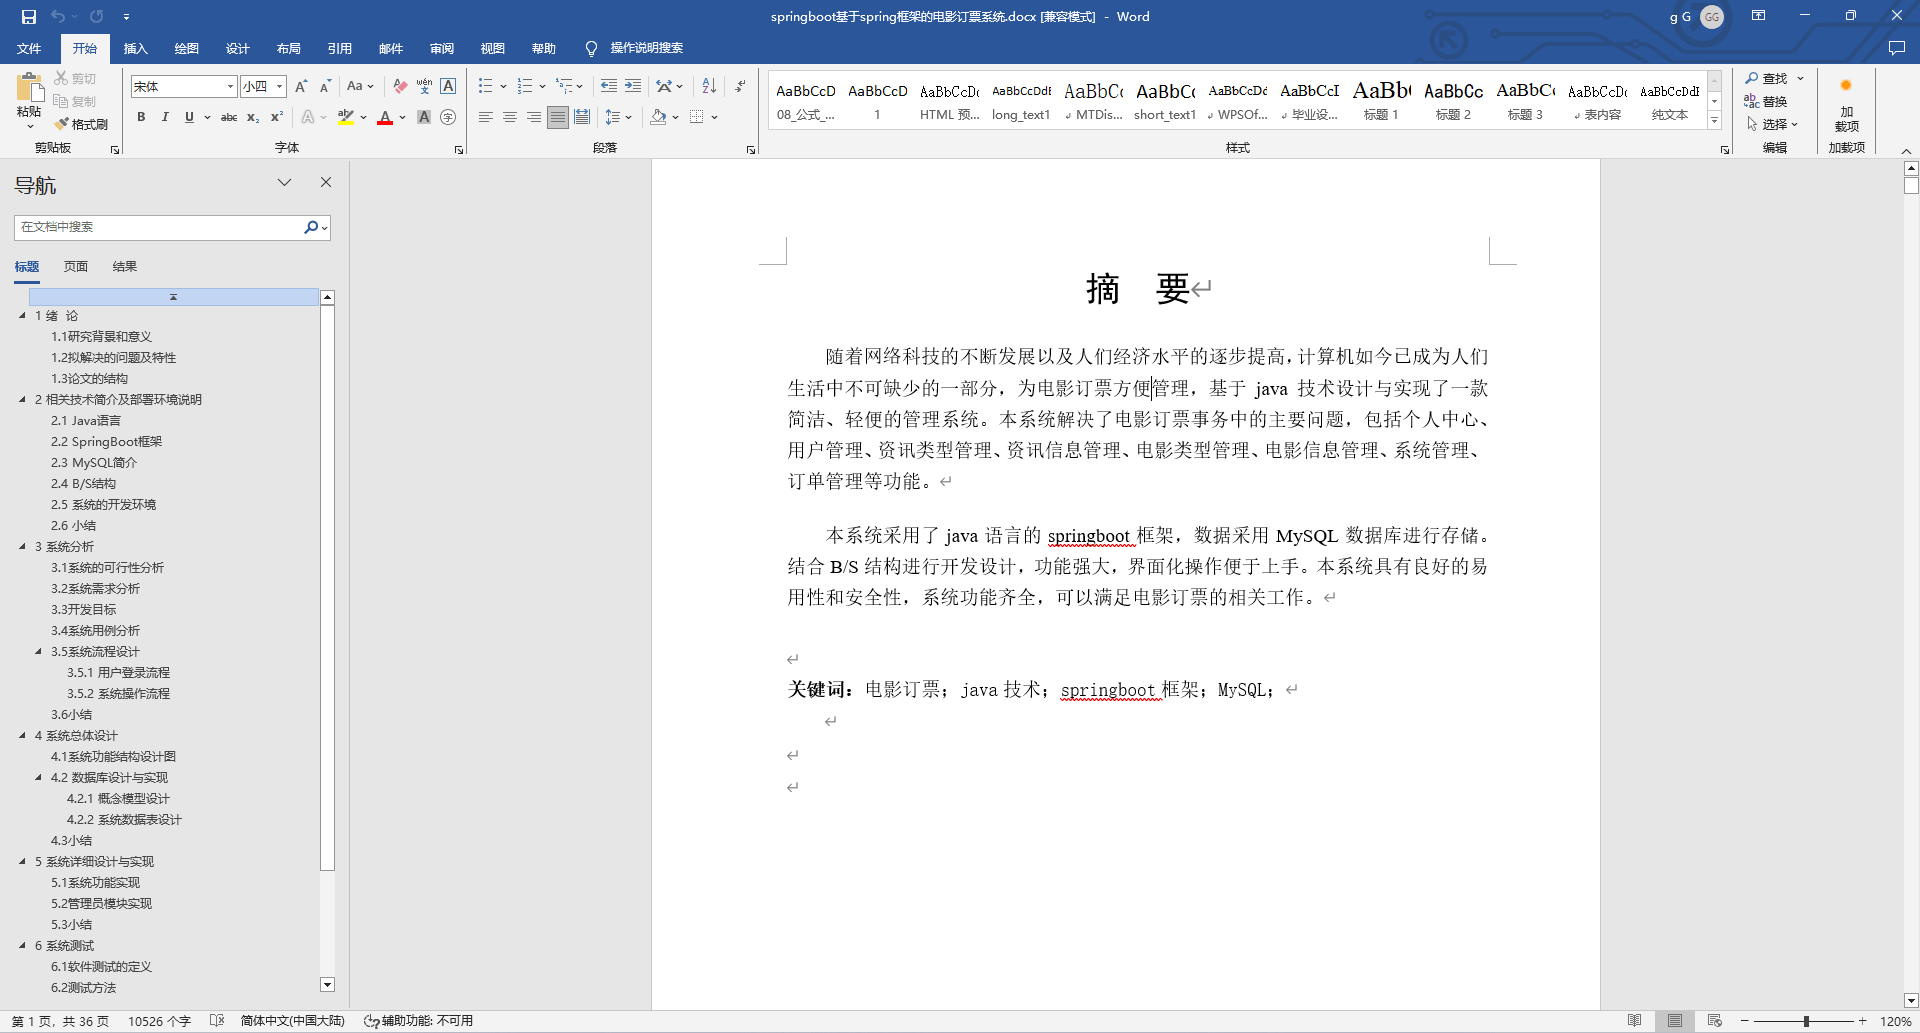 springboot基于spring框架的电影订票系统.docx [兼容模式] - Word
g G
GG
文件 开始 插入 绘图 设计 布局 引用 邮件 审阅 视图 帮助 操作说明搜索
粘贴
剪切
复制
格式刷
剪贴板
宋体 小四
字体
段落
AaBbCcD 08_公式_...
AaBbCcD 1
AaBbCcDc HTML 预...
AaBbCcDdE long_text1
AaBbCc MTDis...
AaBbCc short_text1
AaBbCcDd WPSOf...
AaBbCcI 毕业设...
AaBb 标题 1
AaBbCc 标题 2
AaBbCc 标题 3
AaBbCcDc 表内容
AaBbCcDdE 纯文本
样式
查找
替换
选择
编辑
加载项
加载项
导航
在文档中搜索
标题 页面 结果
1 绪 论
1.1研究背景和意义
1.2拟解决的问题及特性
1.3论文的结构
2 相关技术简介及部署环境说明
2.1 Java语言
2.2 SpringBoot框架
2.3 MySQL简介
2.4 B/S结构
2.5 系统的开发环境
2.6 小结
3 系统分析
3.1系统的可行性分析
3.2系统需求分析
3.3开发目标
3.4系统用例分析
3.5系统流程设计
3.5.1 用户登录流程
3.5.2 系统操作流程
3.6小结
4 系统总体设计
4.1系统功能结构设计图
4.2 数据库设计与实现
4.2.1 概念模型设计
4.2.2 系统数据表设计
4.3小结
5 系统详细设计与实现
5.1系统功能实现
5.2管理员模块实现
5.3小结
6 系统测试
6.1软件测试的定义
6.2测试方法
摘 要
随着网络科技的不断发展以及人们经济水平的逐步提高，计算机如今已成为人们
生活中不可缺少的一部分，为电影订票方便管理，基于 java 技术设计与实现了一款
简洁、轻便的管理系统。本系统解决了电影订票事务中的主要问题，包括个人中心、
用户管理、资讯类型管理、资讯信息管理、电影类型管理、电影信息管理、系统管理、
订单管理等功能。
本系统采用了 java 语言的 springboot 框架，数据采用 MySQL 数据库进行存储。
结合 B/S 结构进行开发设计，功能强大，界面化操作便于上手。本系统具有良好的易
用性和安全性，系统功能齐全，可以满足电影订票的相关工作。
关键词：电影订票；java 技术；springboot 框架；MySQL；
第 1 页，共 36 页 10526 个字 简体中文(中国大陆) 辅助功能: 不可用 120%